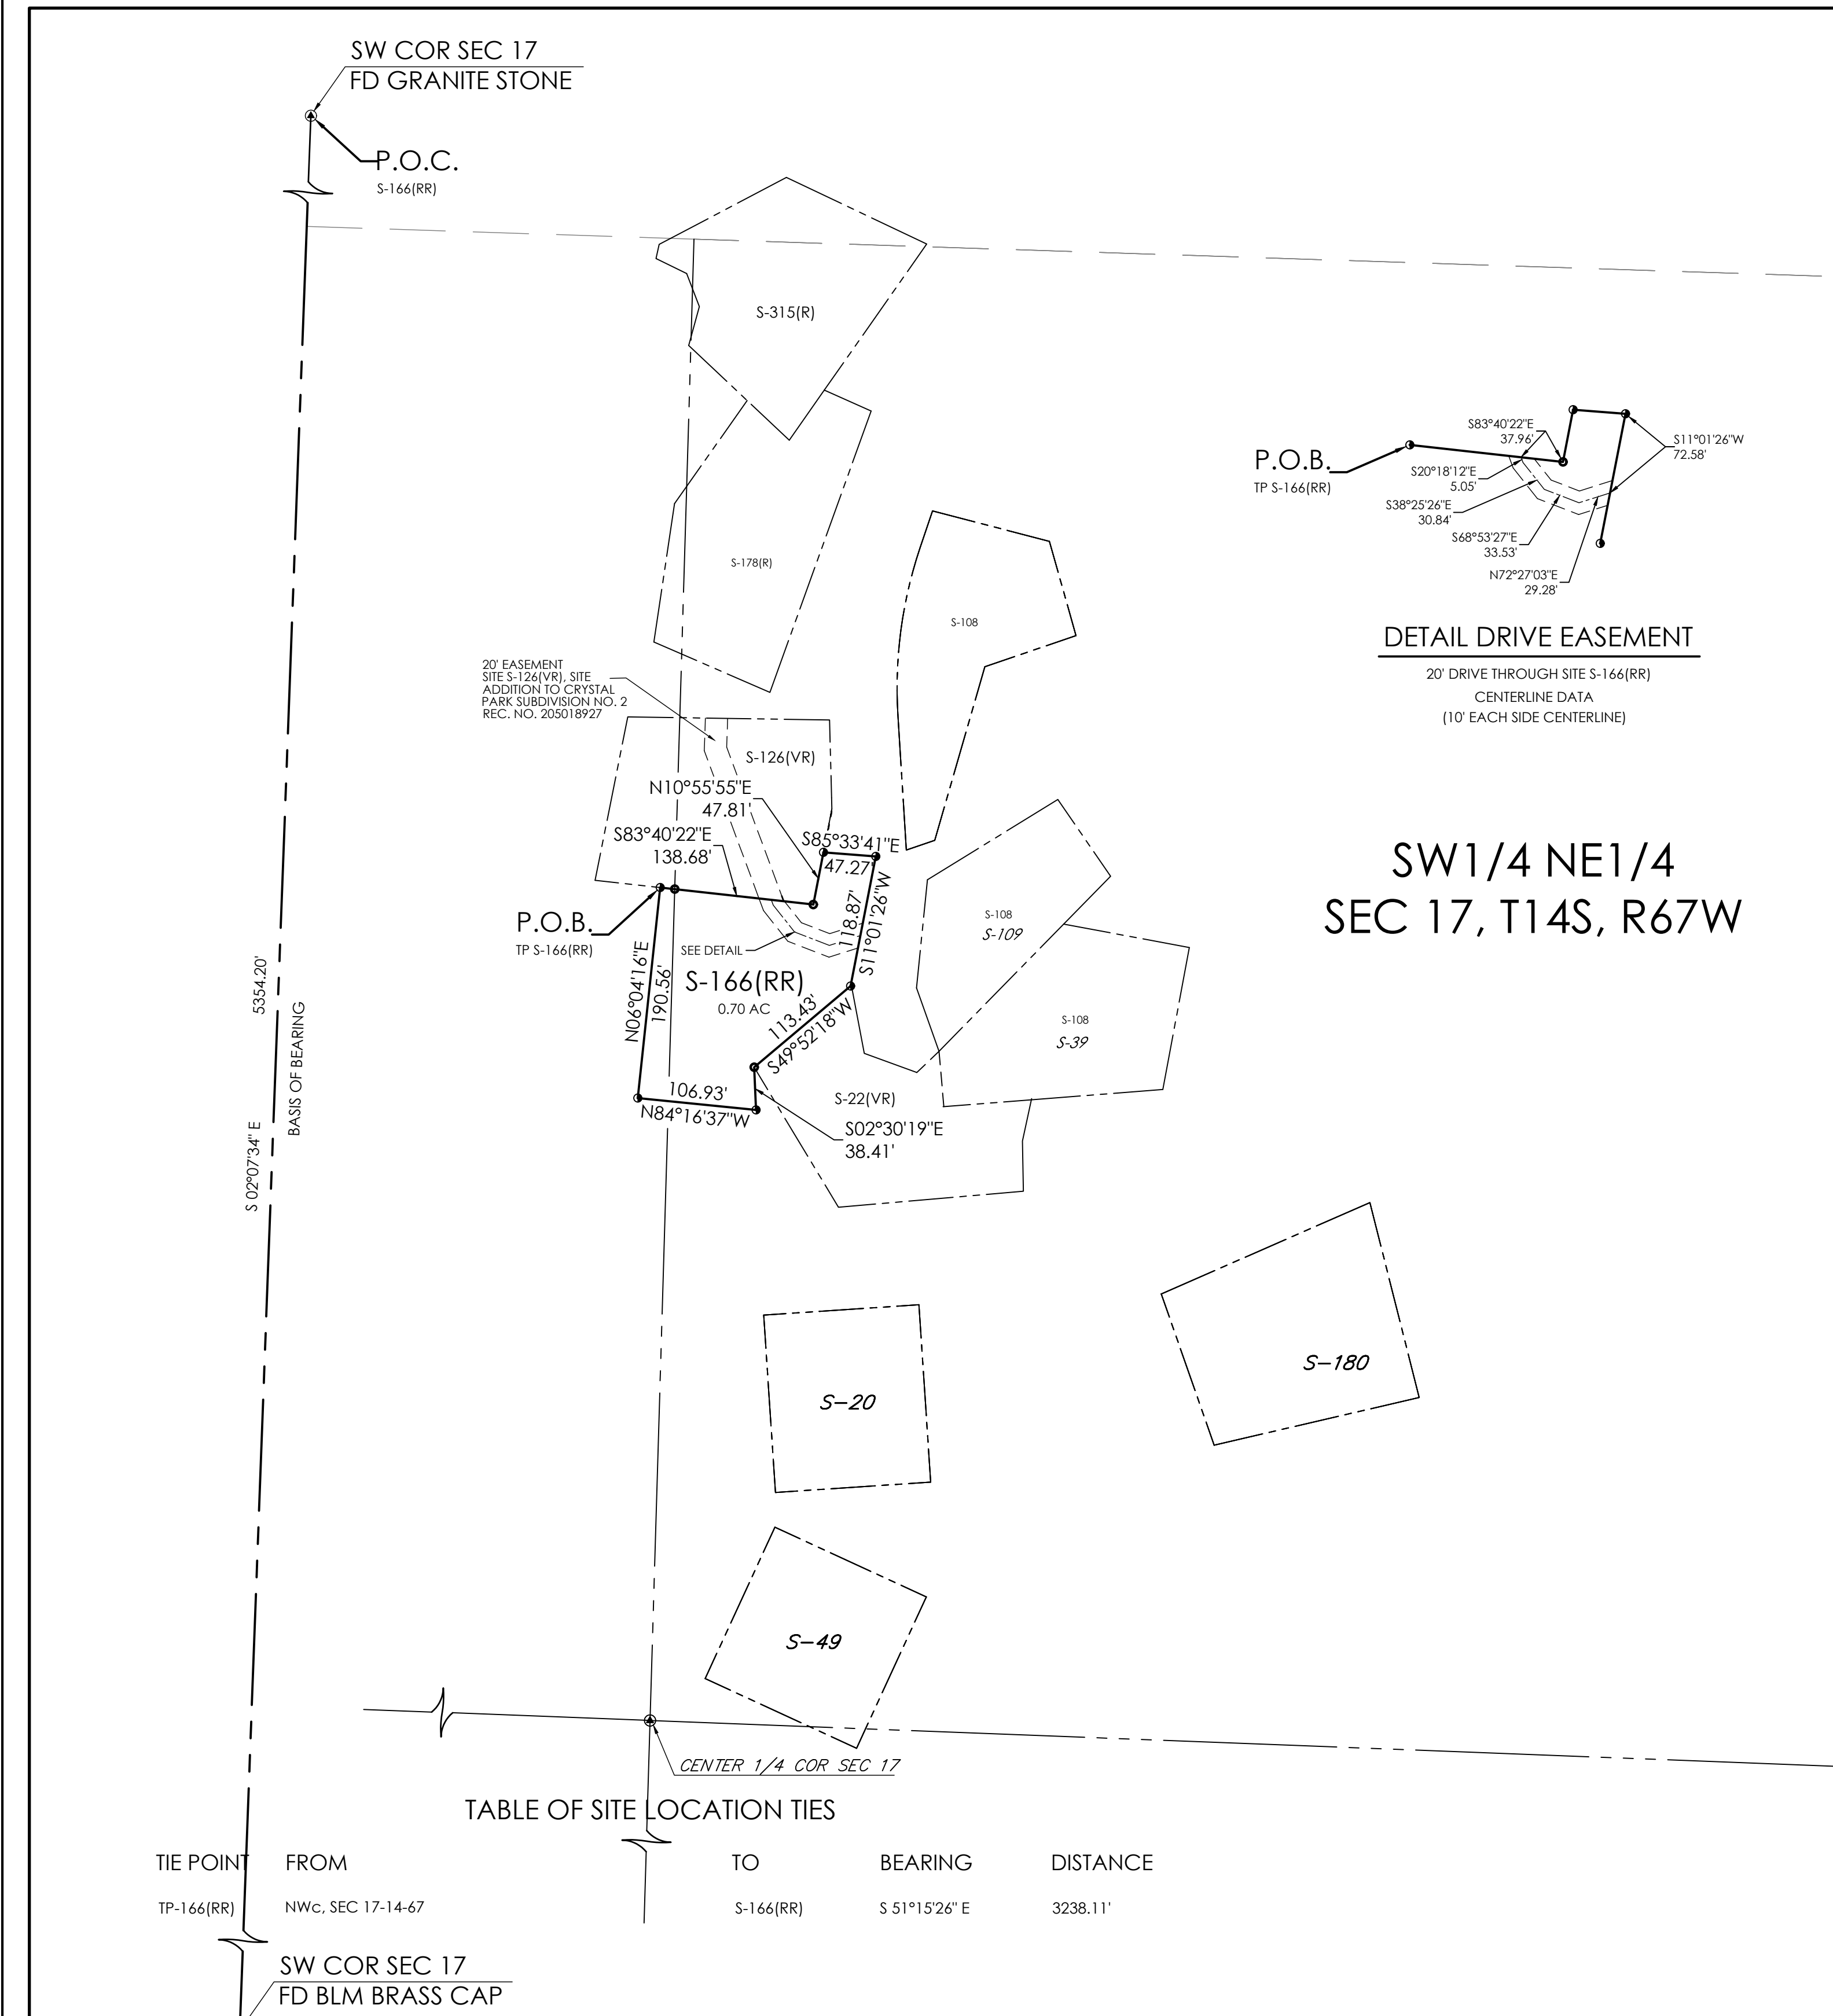 SW COR SEC 17
FD GRANITE STONE
P.O.C.
S-166(RR)
S-315(R)
S-178(R)
S-108
P.O.B.
TP S-166(RR)
S83°40'22"E
37.96'
S20°18'12"E
5.05'
S38°25'26"E
30.84'
S68°53'27"E
33.53'
N72°27'03"E
29.28'
S11°01'26"W
72.58'
DETAIL DRIVE EASEMENT
20' DRIVE THROUGH SITE S-166(RR)
CENTERLINE DATA
(10' EACH SIDE CENTERLINE)
20' EASEMENT
SITE S-126(VR), SITE
ADDITION TO CRYSTAL
PARK SUBDIVISION NO. 2
REC. NO. 205018927
S-126(VR)
N10°55'55"E
47.81'
S83°40'22"E
138.68'
S85°33'41"E
47.27'
118.87'
S11°01'26"W
P.O.B.
TP S-166(RR)
SEE DETAIL
S-166(RR)
0.70 AC
N06°04'16"E
190.56'
113.43'
S49°52'18"W
106.93'
N84°16'37"W
S02°30'19"E
38.41'
S-22(VR)
S-108
S-109
S-108
S-39
SW1/4 NE1/4
SEC 17, T14S, R67W
5354.20'
S 02°07'34" E
BASIS OF BEARING
S-20
S-180
S-49
CENTER 1/4 COR SEC 17
TABLE OF SITE LOCATION TIES
TIE POINT FROM TO BEARING DISTANCE
TP-166(RR) NWc, SEC 17-14-67 S-166(RR) S 51°15'26" E 3238.11'
SW COR SEC 17
FD BLM BRASS CAP